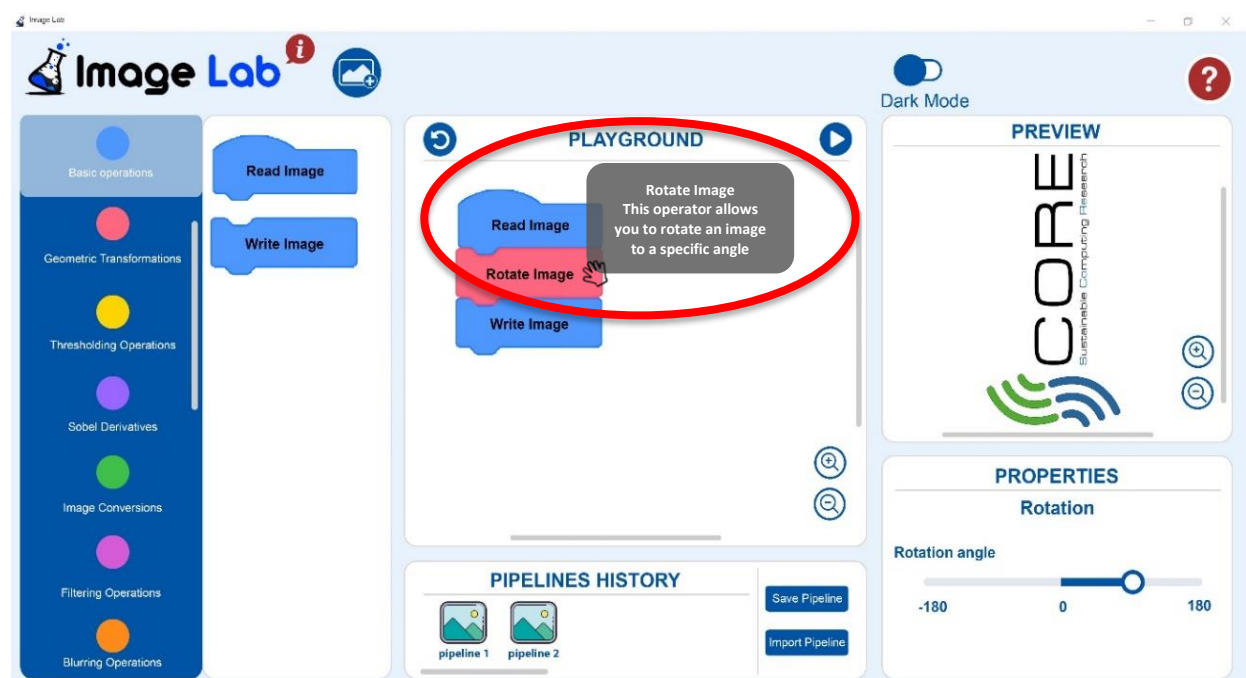 Image Lab
Image Lab
i
Dark Mode
?
Basic operations
Geometric Transformations
Thresholding Operations
Sobel Derivatives
Image Conversions
Filtering Operations
Blurring Operations
Read Image
Write Image
PLAYGROUND
Read Image
Rotate Image
Write Image
Rotate Image
This operator allows
you to rotate an image
to a specific angle
PIPELINES HISTORY
pipeline 1
pipeline 2
Save Pipeline
Import Pipeline
PREVIEW
CORE
Sustainable Computing Research
PROPERTIES
Rotation
Rotation angle
-180 0 180